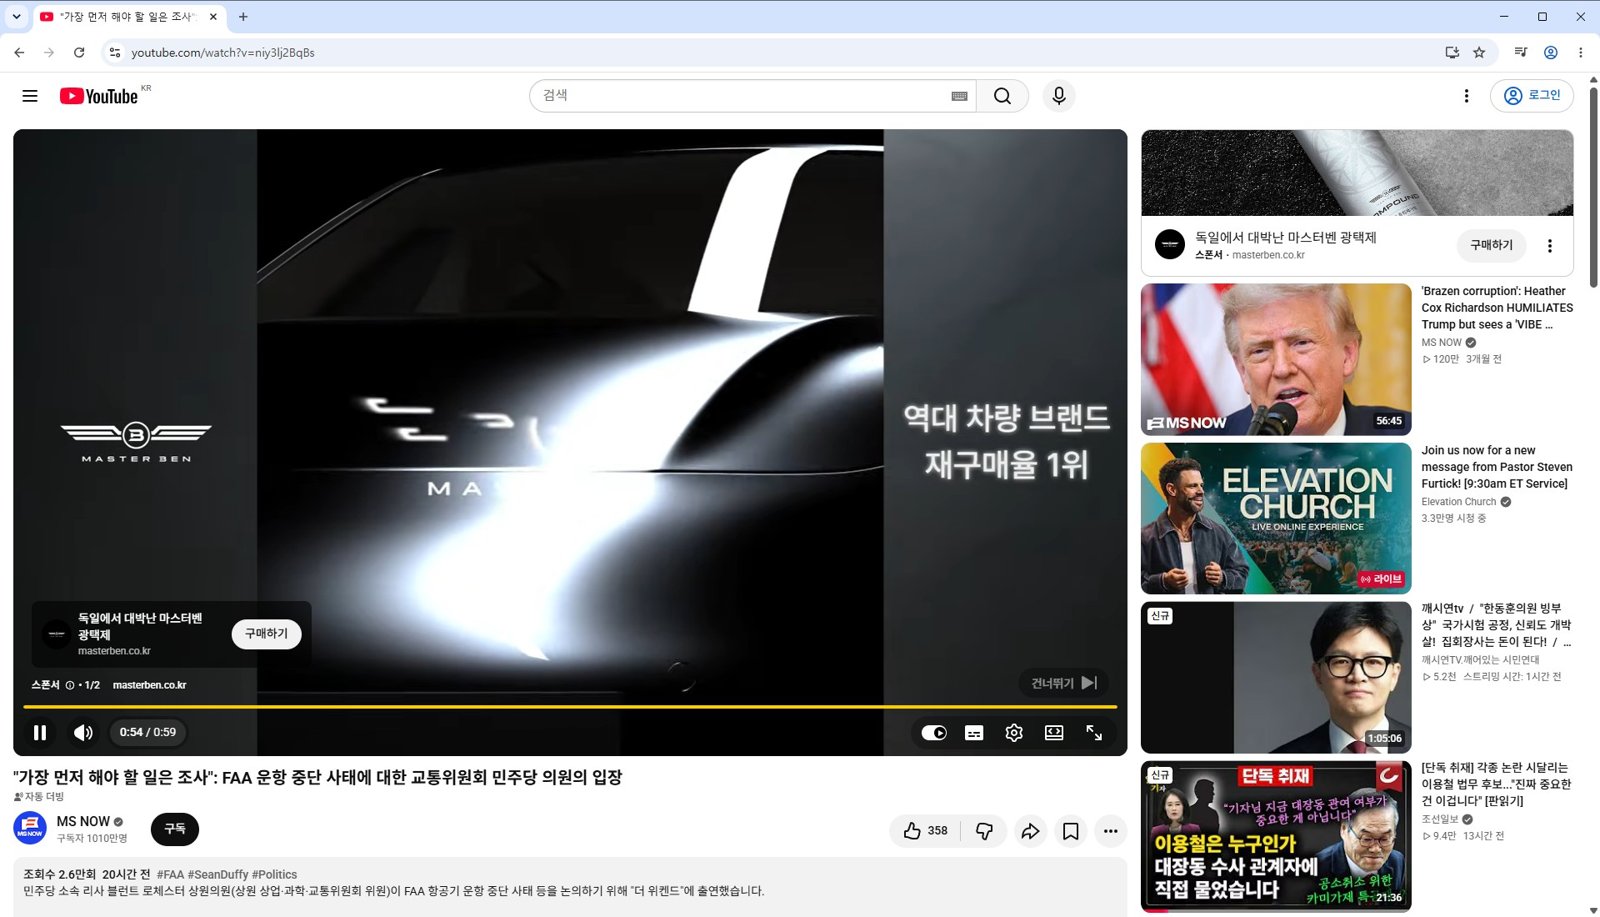 "가장 먼저 해야 할 일은 조사":
youtube.com/watch?v=niy3lj2BqBs
YouTube KR
검색
로그인
역대 차량 브랜드
재구매율 1위
B
MASTER BEN
MA
독일에서 대박난 마스터벤
광택제
masterben.co.kr
구매하기
스폰서 · 1/2 masterben.co.kr
건너뛰기
0:54 / 0:59
"가장 먼저 해야 할 일은 조사": FAA 운항 중단 사태에 대한 교통위원회 민주당 의원의 입장
자동 더빙
MS NOW
MS NOW
구독자 1010만명
구독
358
조회수 2.6만회 20시간 전 #FAA #SeanDuffy #Politics
민주당 소속 리사 블런트 로체스터 상원의원(상원 상업·과학·교통위원회 위원)이 FAA 항공기 운항 중단 사태 등을 논의하기 위해 "더 위켄드"에 출연했습니다.
COMPOUND
독일에서 대박난 마스터벤 광택제
스폰서 · masterben.co.kr
구매하기
MS NOW
56:45
'Brazen corruption': Heather
Cox Richardson HUMILIATES
Trump but sees a 'VIBE ...
MS NOW
120만 3개월 전
ELEVATION
CHURCH
LIVE ONLINE EXPERIENCE
라이브
Join us now for a new
message from Pastor Steven
Furtick! [9:30am ET Service]
Elevation Church
3.3만명 시청 중
신규
1:05:06
깨시연tv / "한동훈의원 빙부
상" 국가시험 공정, 신뢰도 개박
살! 집회장사는 돈이 된다! / ...
깨시연TV.깨어있는 시민연대
5.2천 스트리밍 시간: 1시간 전
신규
기자
단독 취재
"기자님 지금 대장동 관여 여부가
중요한 게 아닙니다"
이용철은 누구인가
대장동 수사 관계자에
직접 물었습니다
공소취소 위한
카미카제 특
21:36
[단독 취재] 각종 논란 시달리는
이용철 법무 후보..."진짜 중요한
건 이겁니다" [판읽기]
조선일보
9.4만 13시간 전